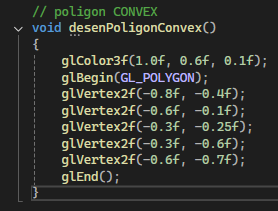 // poligon CONVEX
void desenPoligonConvex()
{
glColor3f(1.0f, 0.6f, 0.1f);
glBegin(GL_POLYGON);
glVertex2f(-0.8f, -0.4f);
glVertex2f(-0.6f, -0.1f);
glVertex2f(-0.3f, -0.25f);
glVertex2f(-0.3f, -0.6f);
glVertex2f(-0.6f, -0.7f);
glEnd();
}